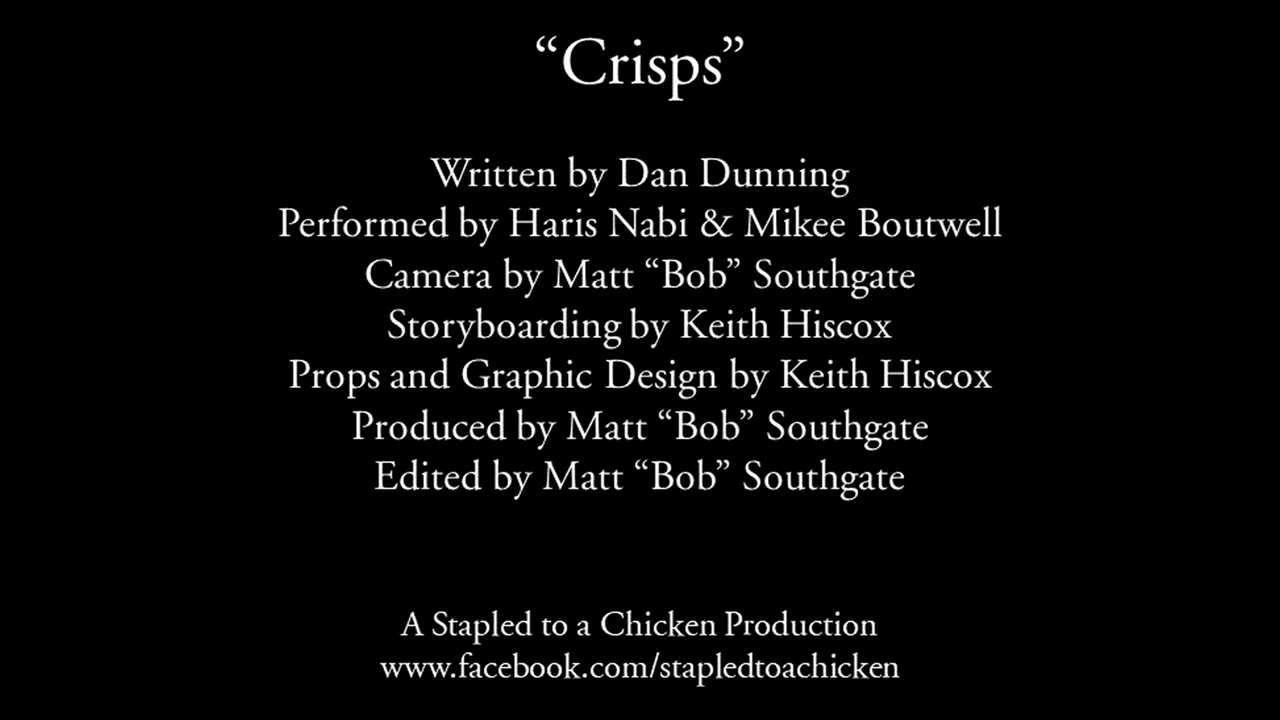 “Crisps”
Written by Dan Dunning
Performed by Haris Nabi & Mikee Boutwell
Camera by Matt “Bob” Southgate
Storyboarding by Keith Hiscox
Props and Graphic Design by Keith Hiscox
Produced by Matt “Bob” Southgate
Edited by Matt “Bob” Southgate
A Stapled to a Chicken Production
www.facebook.com/stapledtoachicken